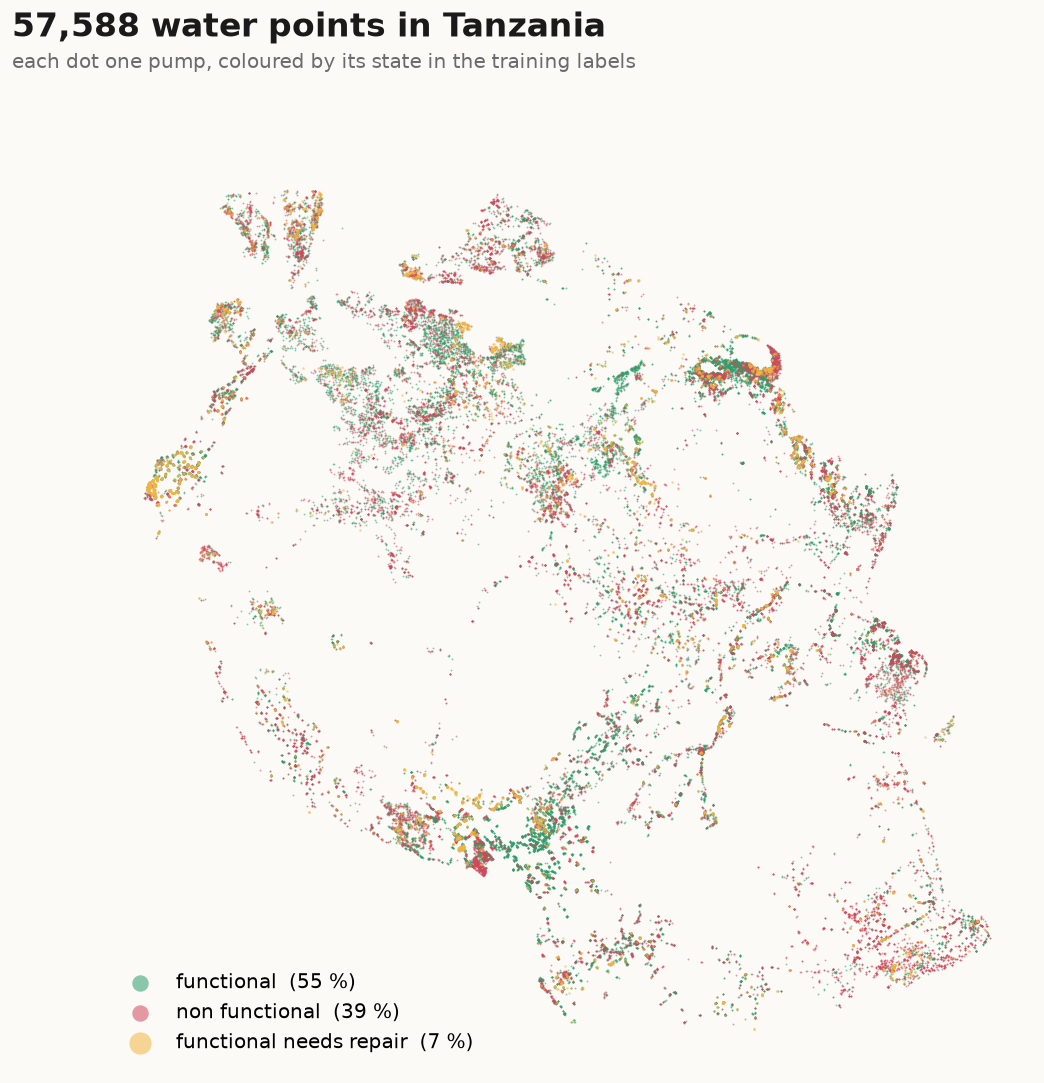 57,588 water points in Tanzania
each dot one pump, coloured by its state in the training labels
functional (55 %)
non functional (39 %)
functional needs repair (7 %)